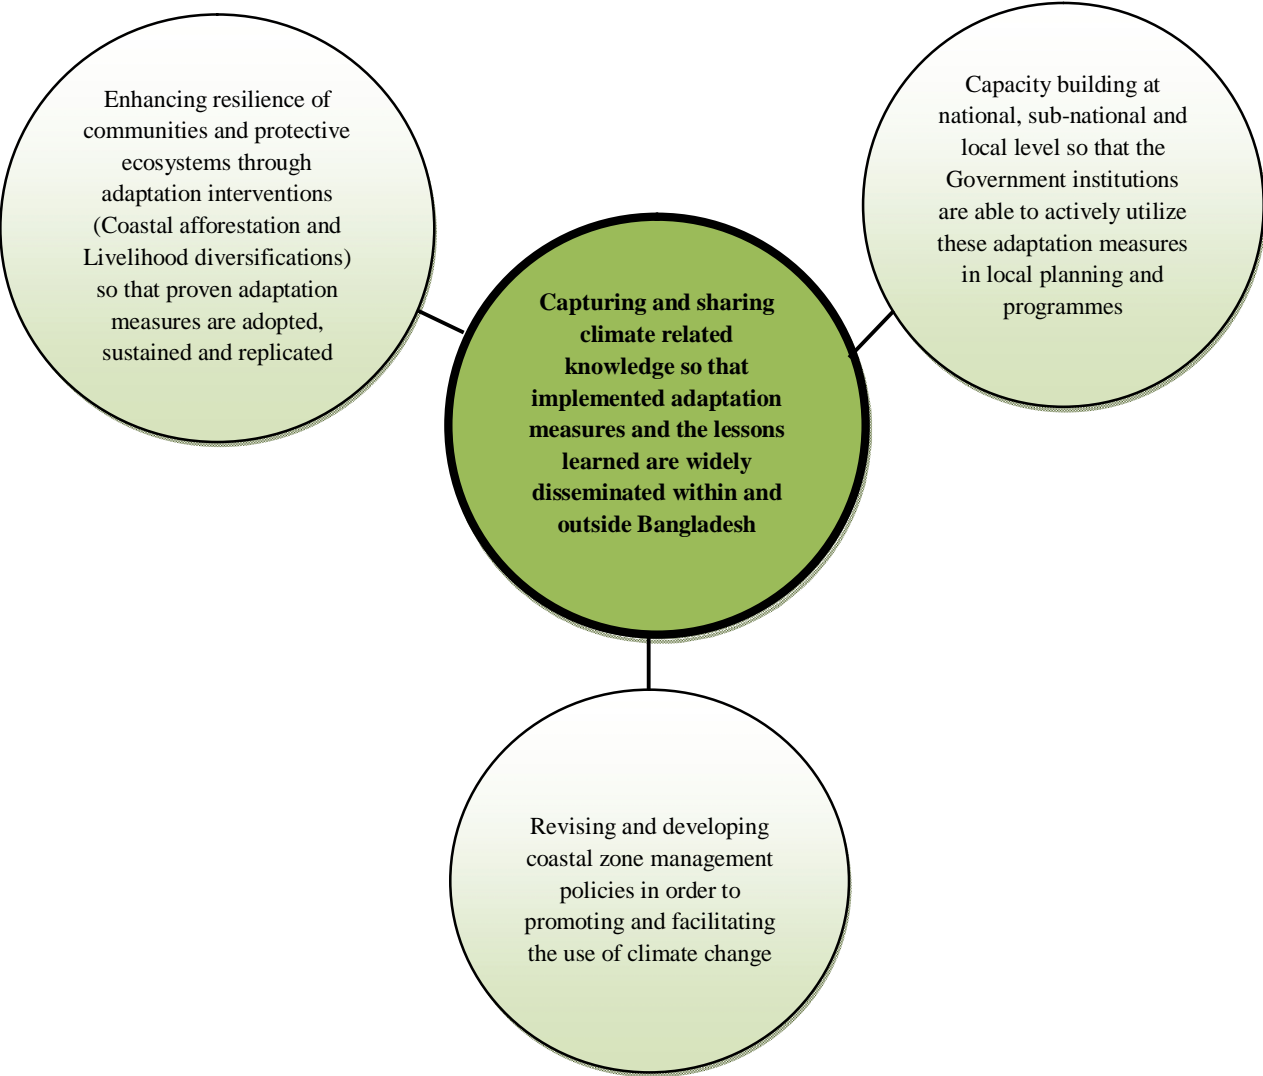 Enhancing resilience of
communities and protective
ecosystems through
adaptation interventions
(Coastal afforestation and
Livelihood diversifications)
so that proven adaptation
measures are adopted,
sustained and replicated
Capacity building at
national, sub-national and
local level so that the
Government institutions
are able to actively utilize
these adaptation measures
in local planning and
programmes
Capturing and sharing
climate related
knowledge so that
implemented adaptation
measures and the lessons
learned are widely
disseminated within and
outside Bangladesh
Revising and developing
coastal zone management
policies in order to
promoting and facilitating
the use of climate change